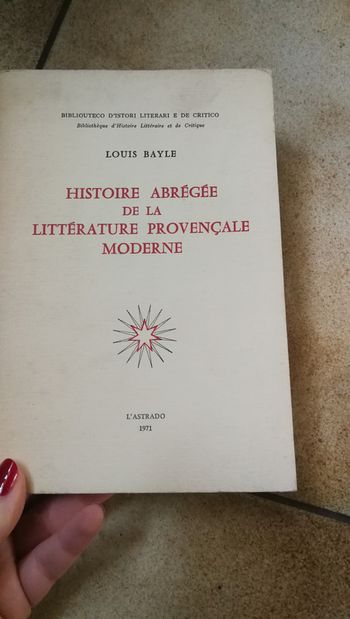 BIBLIOUTECO D'ISTORI LITERARI E DE CRITICO
Bibliothèque d'Histoire Littéraire et de Critique
LOUIS BAYLE
HISTOIRE ABRÉGÉE
DE LA
LITTÉRATURE PROVENÇALE
MODERNE
L'ASTRADO
1971